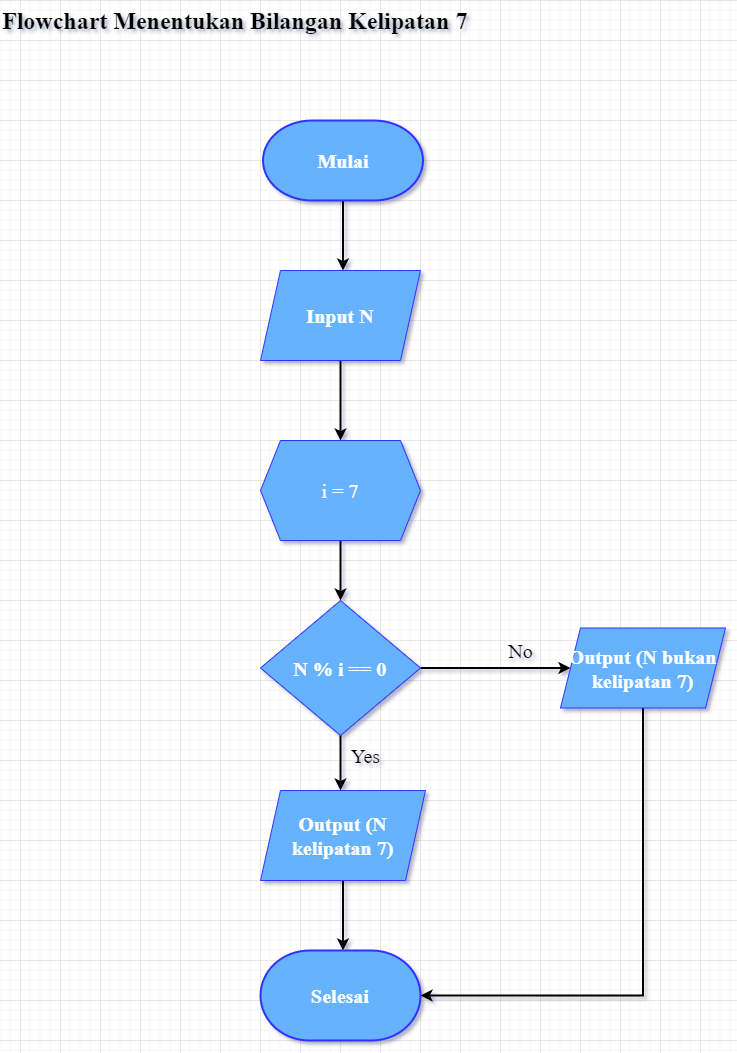 Flowchart Menentukan Bilangan Kelipatan 7
Mulai
Input N
i = 7
N % i == 0
No
Output (N bukan
kelipatan 7)
Yes
Output (N
kelipatan 7)
Selesai